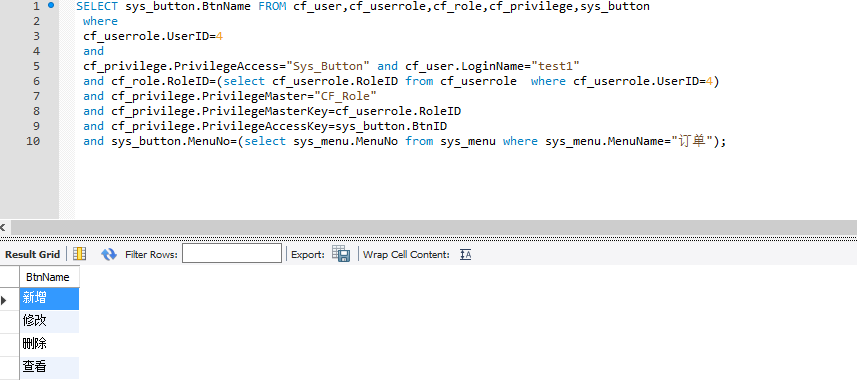 1 SELECT sys_button.BtnName FROM cf_user,cf_userrole,cf_role,cf_privilege,sys_button
2 where
3 cf_userrole.UserID=4
4 and
5 cf_privilege.PrivilegeAccess="Sys_Button" and cf_user.LoginName="test1"
6 and cf_role.RoleID=(select cf_userrole.RoleID from cf_userrole where cf_userrole.UserID=4)
7 and cf_privilege.PrivilegeMaster="CF_Role"
8 and cf_privilege.PrivilegeMasterKey=cf_userrole.RoleID
9 and cf_privilege.PrivilegeAccessKey=sys_button.BtnID
10 and sys_button.MenuNo=(select sys_menu.MenuNo from sys_menu where sys_menu.MenuName="订单");
Result Grid Filter Rows: Export: Wrap Cell Content:
BtnName
新增
修改
删除
查看